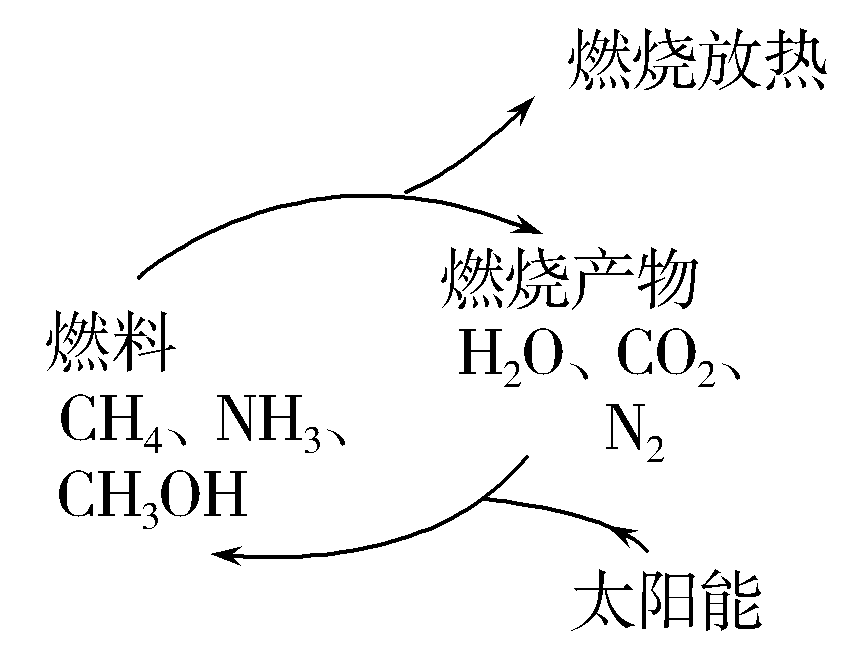 燃烧放热
燃烧产物
H₂O、CO₂、
N₂
燃料
CH₄、NH₃、
CH₃OH
太阳能